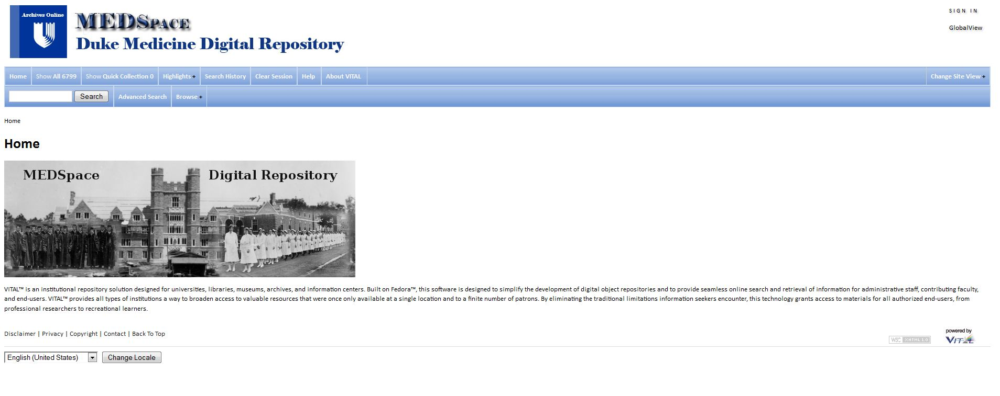 Archives Online
MEDSPACE
Duke Medicine Digital Repository
SIGN IN
GlobalView
Home Show All 6799 Show Quick Collection 0 Highlights + Search History Clear Session Help About VITAL Change Site View +
Search Advanced Search Browse +
Home
Home
MEDSpace Digital Repository
VITAL™ is an institutional repository solution designed for universities, libraries, museums, archives, and information centers. Built on Fedora™, this software is designed to simplify the development of digital object repositories and to provide seamless online search and retrieval of information for administrative staff, contributing faculty,
and end-users. VITAL™ provides all types of institutions a way to broaden access to valuable resources that were once only available at a single location and to a finite number of patrons. By eliminating the traditional limitations information seekers encounter, this technology grants access to materials for all authorized end-users, from
professional researchers to recreational learners.
Disclaimer | Privacy | Copyright | Contact | Back To Top
W3C XHTML 1.0
powered by
VITAL
English (United States) Change Locale